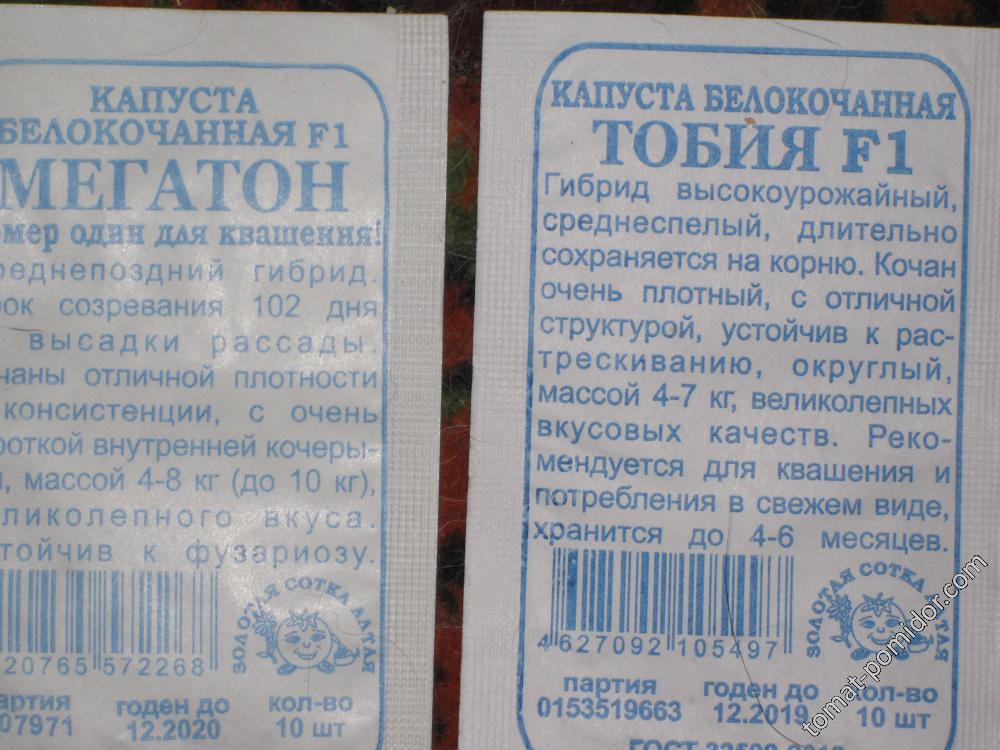 КАПУСТА
БЕЛОКОЧАННАЯ F1
МЕГАТОН
омер один для квашения!
реднепоздний гибрид.
рок созревания 102 дня
высадки рассады.
чаны отличной плотности
консистенции, с очень
роткой внутренней кочеры-
й, массой 4-8 кг (до 10 кг),
еликолепного вкуса.
стойчив к фузариозу.
ЗОЛОТАЯ СОТКА АЛТАЯ
20765 572268
партия
07971
годен до
12.2020
кол-во
10 шт
КАПУСТА БЕЛОКОЧАННАЯ
ТОБИЯ F1
Гибрид высокоурожайный,
среднеспелый, длительно
сохраняется на корню. Кочан
очень плотный, с отличной
структурой, устойчив к рас-
трескиванию, округлый,
массой 4-7 кг, великолепных
вкусовых качеств. Реко-
мендуется для квашения и
потребления в свежем виде,
хранится до 4-6 месяцев.
ЗОЛОТАЯ СОТКА АЛТАЯ
4 627092 105497
партия
0153519663
годен до
12.2019
кол-во
10 шт
ГОСТ
tomat-pomidor.com